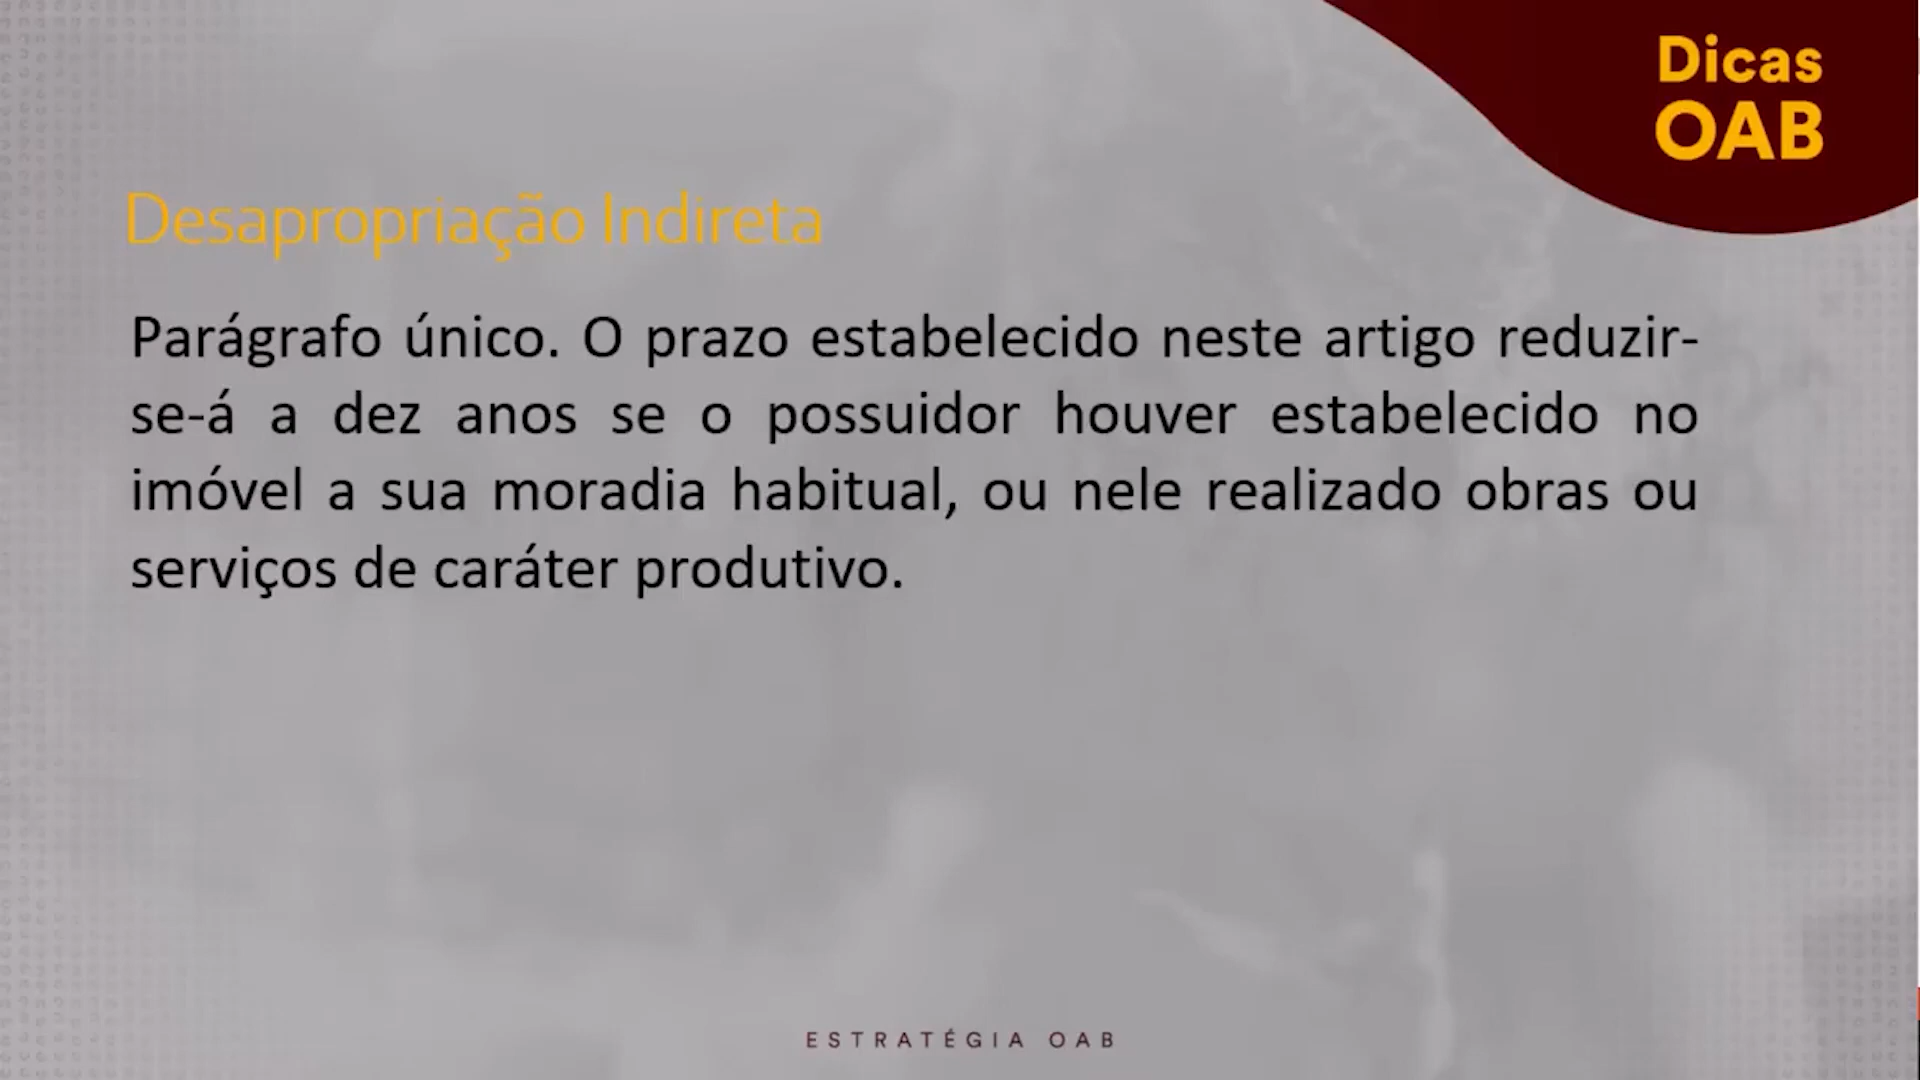 Dicas
OAB
Desapropriação Indireta
Parágrafo único. O prazo estabelecido neste artigo reduzir-
se-á a dez anos se o possuidor houver estabelecido no
imóvel a sua moradia habitual, ou nele realizado obras ou
serviços de caráter produtivo.
ESTRATÉGIA OAB